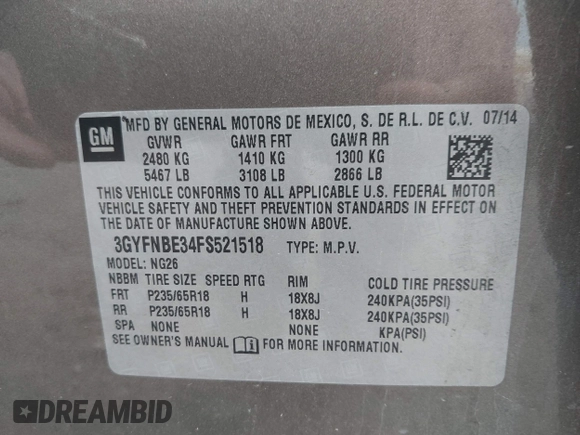 GM
MFD BY GENERAL MOTORS DE MEXICO, S. DE R.L. DE C.V. 07/14
GVWR GAWR FRT GAWR RR
2480 KG 1410 KG 1300 KG
5467 LB 3108 LB 2866 LB
THIS VEHICLE CONFORMS TO ALL APPLICABLE U.S. FEDERAL MOTOR
VEHICLE SAFETY AND THEFT PREVENTION STANDARDS IN EFFECT ON
THE DATE OF MANUFACTURE SHOWN ABOVE.
3GYFNBE34FS521518 TYPE: M.P.V.
MODEL: NG26
NBBM TIRE SIZE SPEED RTG RIM COLD TIRE PRESSURE
FRT P235/65R18 H 18X8J 240KPA(35PSI)
RR P235/65R18 H 18X8J 240KPA(35PSI)
SPA NONE NONE KPA(PSI)
SEE OWNER'S MANUAL FOR MORE INFORMATION.
DREAMBID